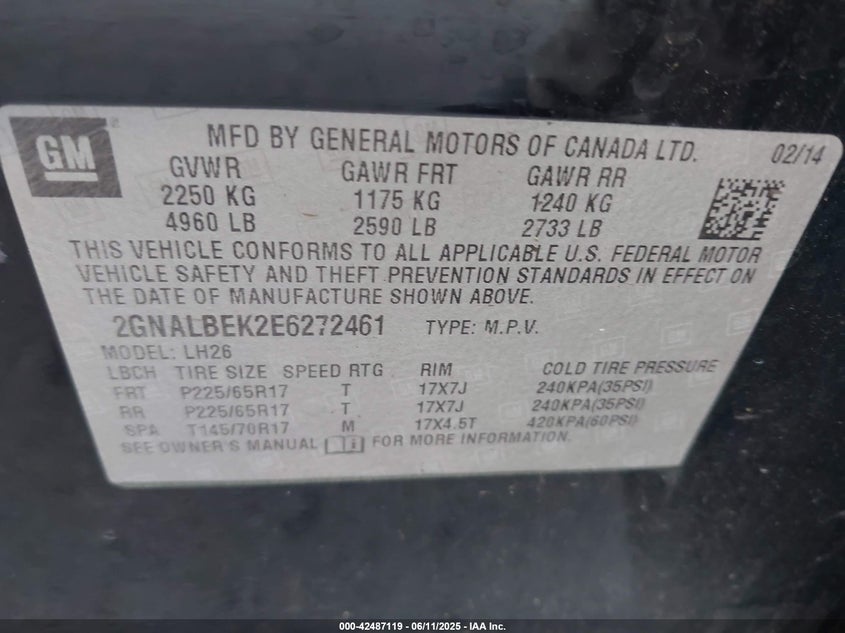 GM
MFD BY GENERAL MOTORS OF CANADA LTD. 02/14
GVWR GAWR FRT GAWR RR
2250 KG 1175 KG 1240 KG
4960 LB 2590 LB 2733 LB
THIS VEHICLE CONFORMS TO ALL APPLICABLE U.S. FEDERAL MOTOR
VEHICLE SAFETY AND THEFT PREVENTION STANDARDS IN EFFECT ON
THE DATE OF MANUFACTURE SHOWN ABOVE.
2GNALBEK2E6272461 TYPE: M.P.V.
MODEL: LH26
LBCH TIRE SIZE SPEED RTG RIM COLD TIRE PRESSURE
FRT P225/65R17 T 17X7J 240KPA(35PSI)
RR P225/65R17 T 17X7J 240KPA(35PSI)
SPA T145/70R17 M 17X4.5T 420KPA(60PSI)
SEE OWNER'S MANUAL FOR MORE INFORMATION.
000-42487119 - 06/11/2025 - IAA Inc.